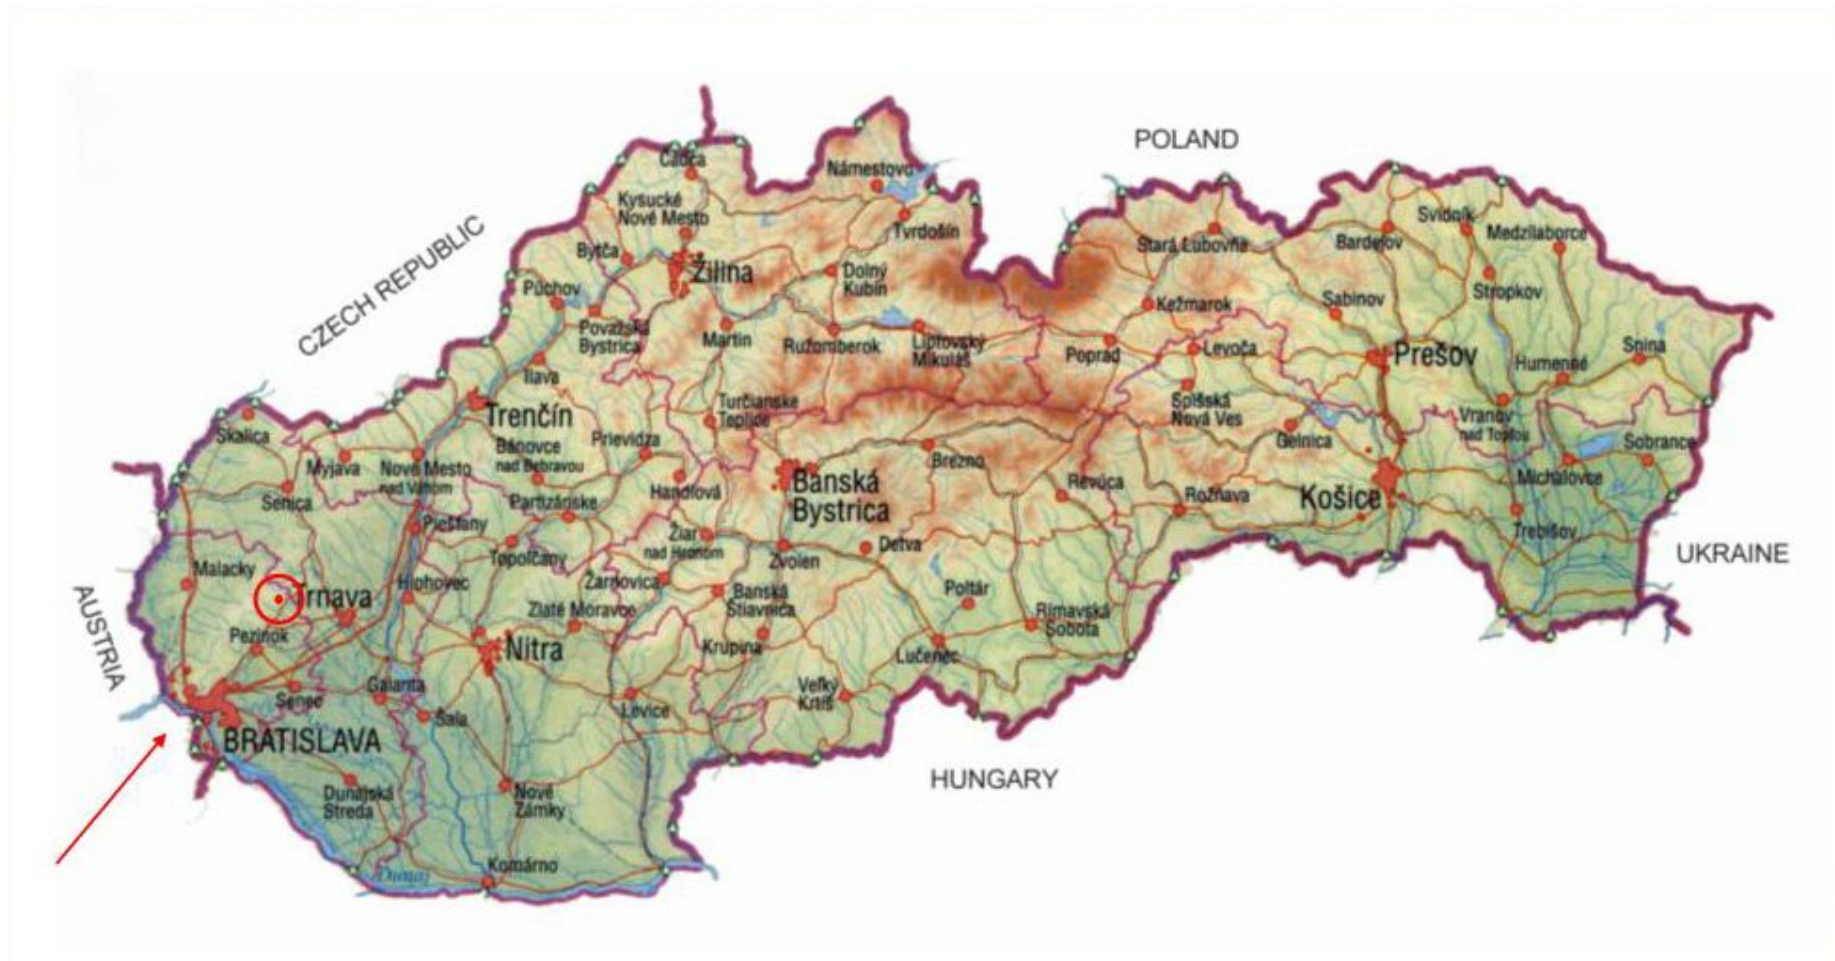 POLAND
CZECH REPUBLIC
Čadca
Námestovo
Kysucké
Nové Mesto
Tvrdošín
Svidník
Medzilaborce
Stará Ľubovňa
Bardejov
Bytča
Žilina
Dolný
Kubín
Púchov
Kežmarok
Sabinov
Stropkov
Považská
Bystrica
Martin
Ružomberok
Liptovský
Mikuláš
Poprad
Levoča
Prešov
Humenné
Snina
Ilava
Trenčín
Turčianske
Teplice
Spišská
Nová Ves
Vranov
nad Topľou
Skalica
Bánovce
nad Bebravou
Prievidza
Gelnica
Sobrance
Myjava
Nové Mesto
nad Váhom
Brezno
Michalovce
Senica
Partizánske
Handlová
Banská
Bystrica
Revúca
Rožňava
Košice
Piešťany
Topoľčany
Žiar
nad Hronom
Zvolen
Detva
Trebišov
UKRAINE
Malacky
Trnava
Hlohovec
Žarnovica
Banská
Štiavnica
Poltár
AUSTRIA
Zlaté Moravce
Rimavská
Sobota
Pezinok
Nitra
Krupina
Lučenec
Senec
Galanta
Šala
Levice
Veľký
Krtíš
BRATISLAVA
HUNGARY
Dunajská
Streda
Nové
Zámky
Komárno
Dunaj